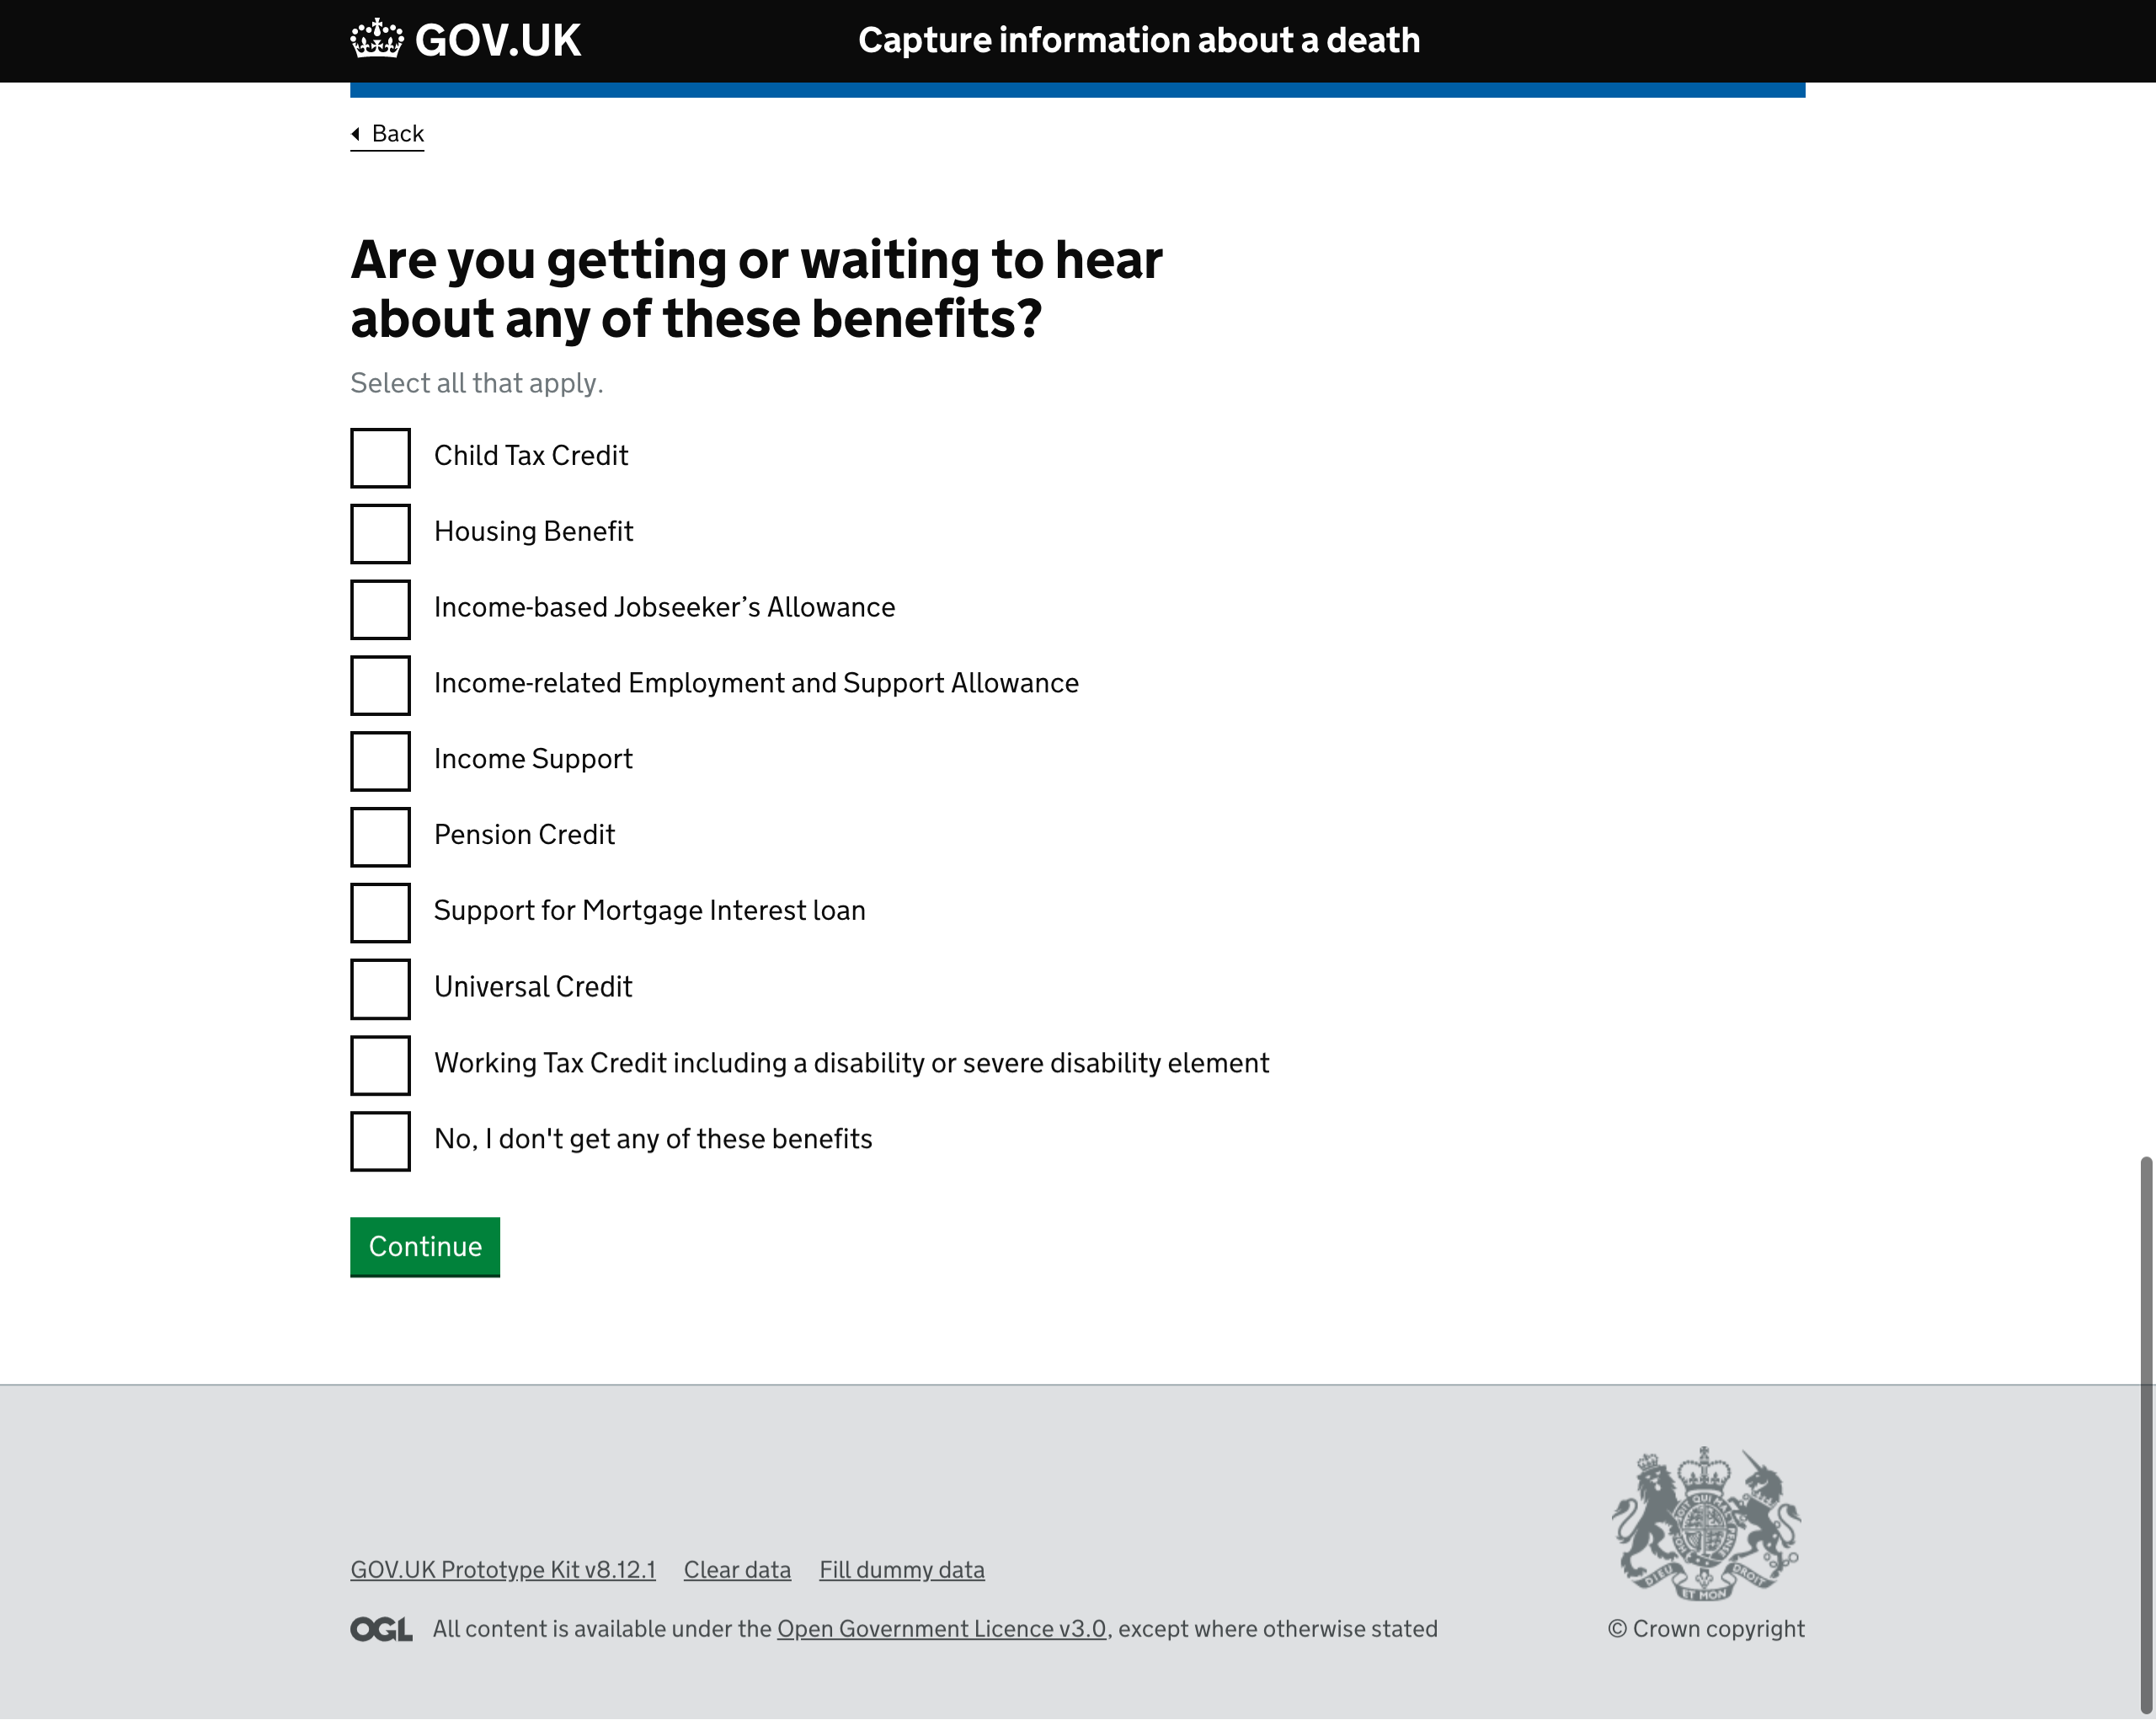 GOV.UK
Capture information about a death
Back
Are you getting or waiting to hear
about any of these benefits?
Select all that apply.
Child Tax Credit
Housing Benefit
Income-based Jobseeker’s Allowance
Income-related Employment and Support Allowance
Income Support
Pension Credit
Support for Mortgage Interest loan
Universal Credit
Working Tax Credit including a disability or severe disability element
No, I don't get any of these benefits
Continue
GOV.UK Prototype Kit v8.12.1 Clear data Fill dummy data
OGL All content is available under the Open Government Licence v3.0, except where otherwise stated
DIEU ET MON DROIT
© Crown copyright